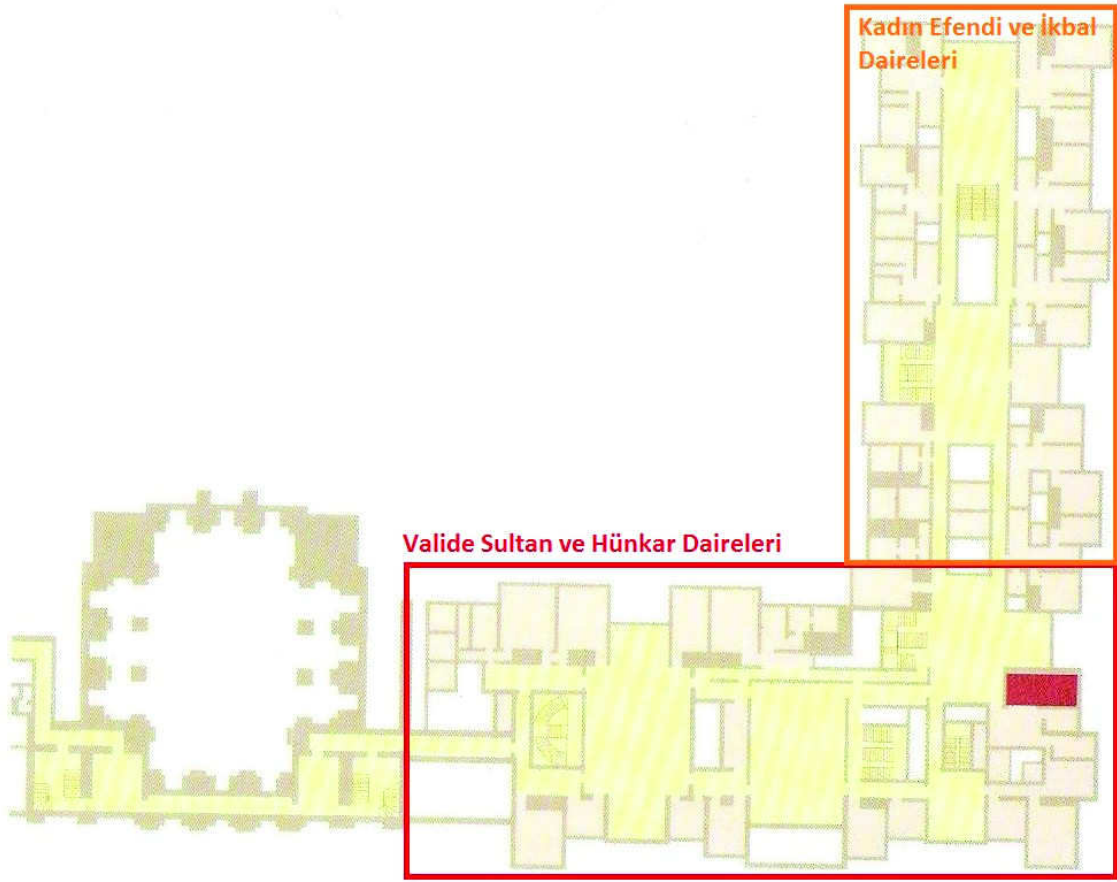 Kadın Efendi ve İkbal
Daireleri
Valide Sultan ve Hünkar Daireleri